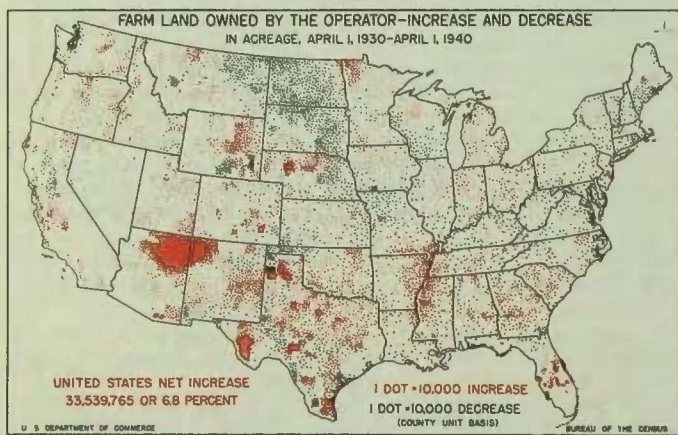 FARM LAND OWNED BY THE OPERATOR-INCREASE AND DECREASE
IN ACREAGE, APRIL 1, 1930-APRIL 1, 1940
UNITED STATES NET INCREASE
33,539,765 OR 6.8 PERCENT
1 DOT = 10,000 INCREASE
1 DOT = 10,000 DECREASE
(COUNTY UNIT BASIS)
U S DEPARTMENT OF COMMERCE
BUREAU OF THE CENSUS